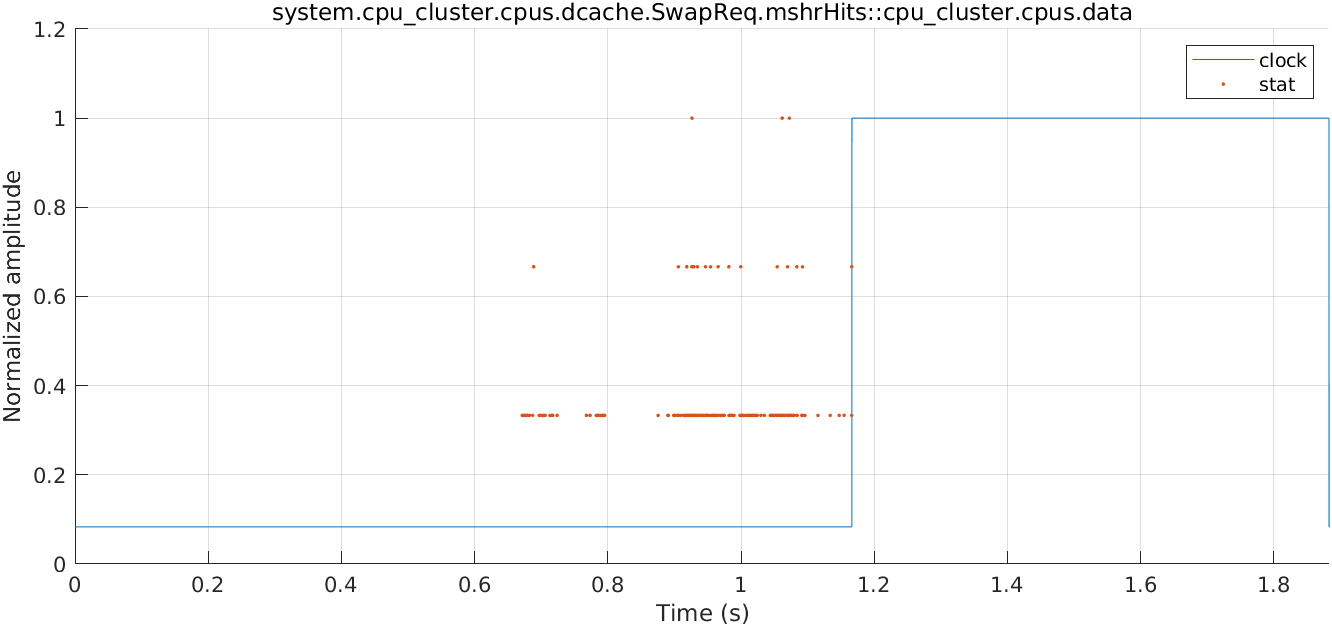 system.cpu_cluster.cpus.dcache.SwapReq.mshrHits::cpu_cluster.cpus.data
1.2
1
0.8
0.6
0.4
0.2
0
Normalized amplitude
clock
stat
0 0.2 0.4 0.6 0.8 1 1.2 1.4 1.6 1.8
Time (s)